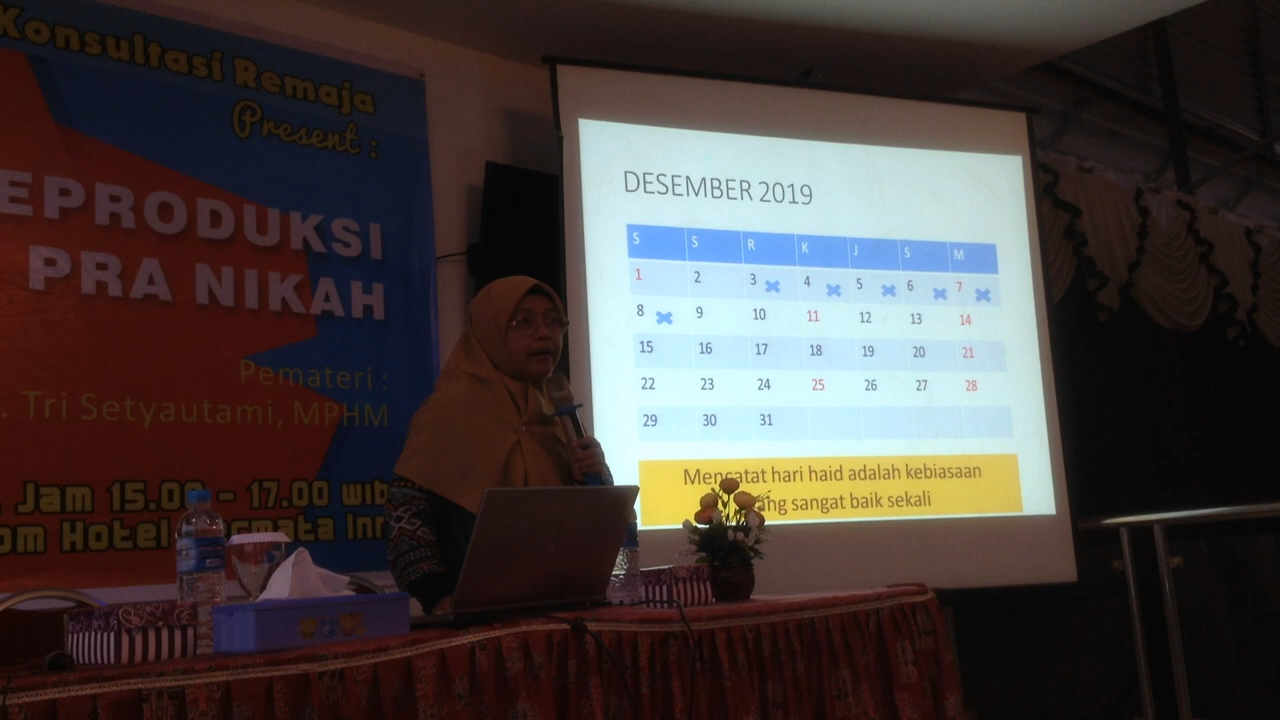 Konsultasi Remaja
Present :
EPRODUKSI
PRA NIKAH
Pemateri :
. Tri Setyautami, MPHM
Jam 15.00 - 17.00 WIB
Hotel
DESEMBER 2019
S S R K J S M
1 2 3 4 5 6 7
8 9 10 11 12 13 14
15 16 17 18 19 20 21
22 23 24 25 26 27 28
29 30 31
Mencatat hari haid adalah kebiasaan
sangat baik sekali